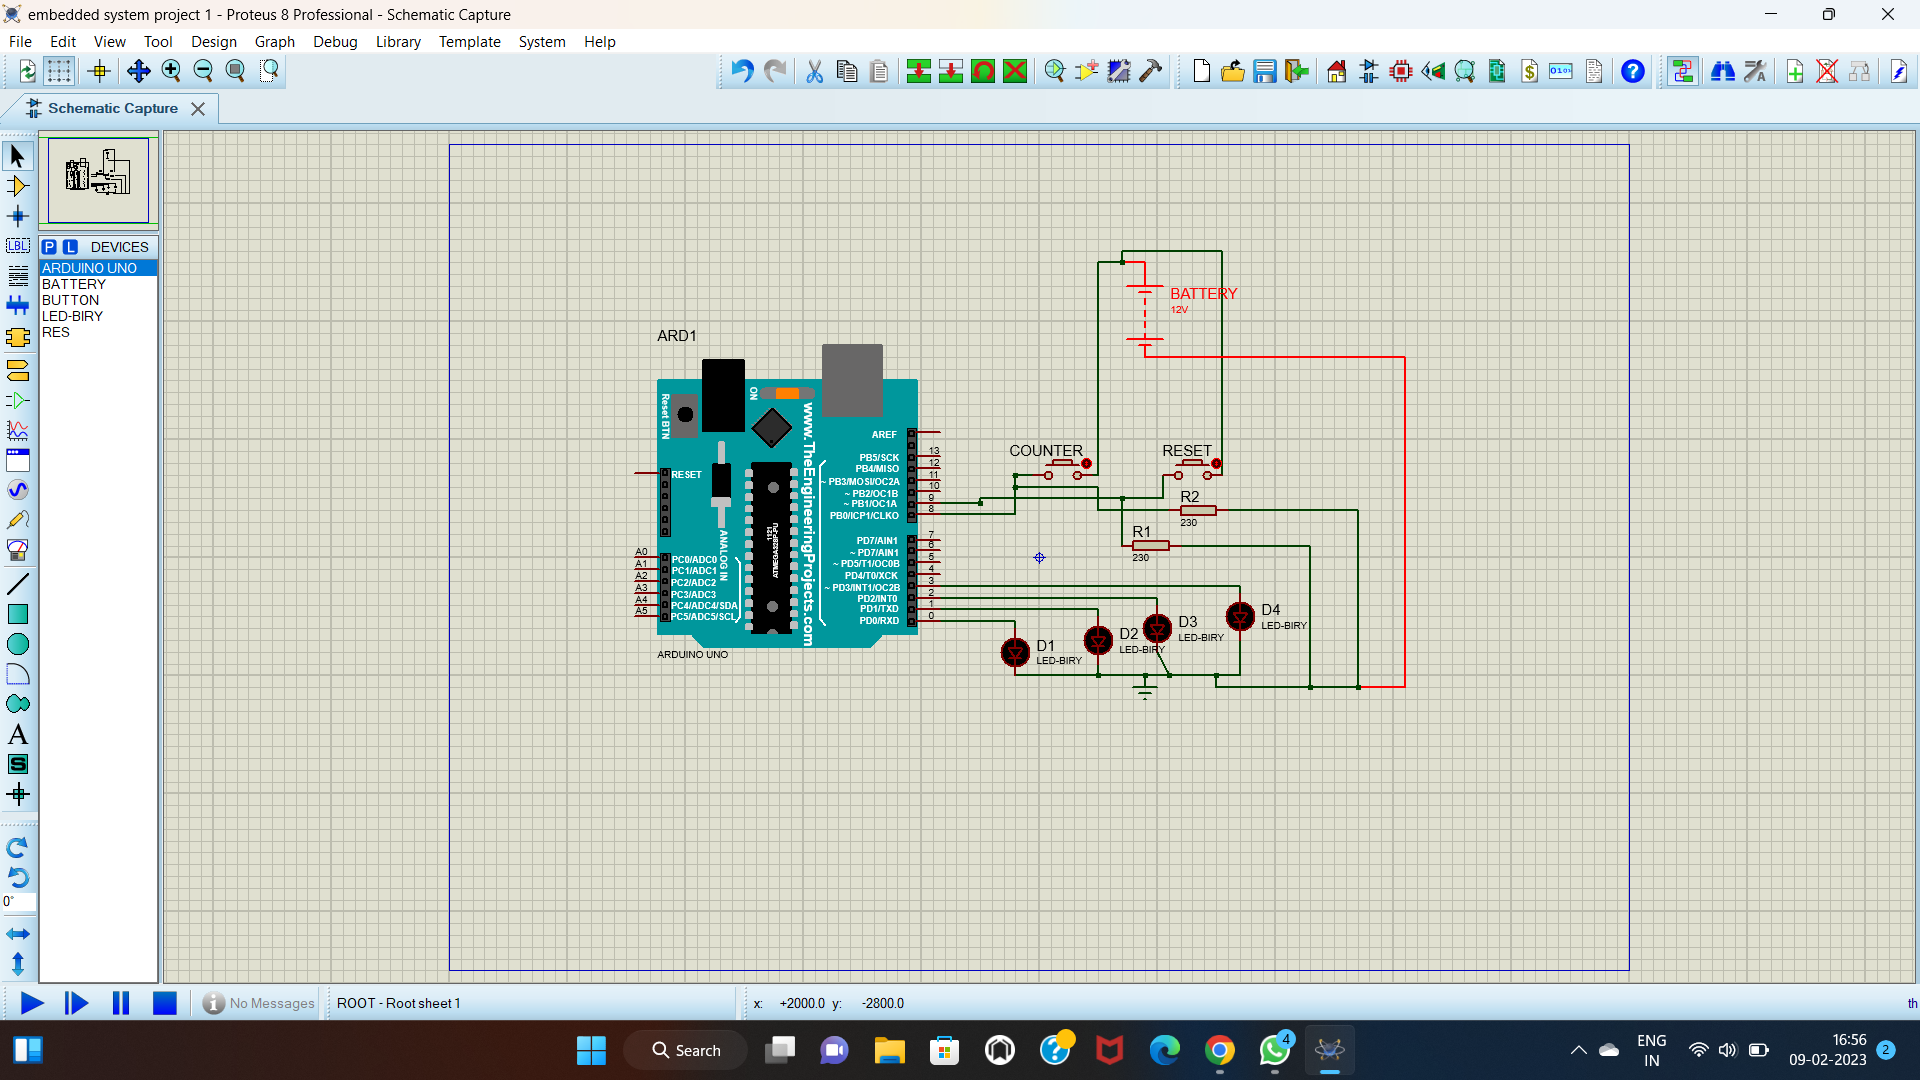 embedded system project 1 - Proteus 8 Professional - Schematic Capture
File Edit View Tool Design Graph Debug Library Template System Help
Schematic Capture
P L DEVICES
ARDUINO UNO
BATTERY
BUTTON
LED-BIRY
RES
LBL
A
S
0°
ARD1
Reset BTN
ON
www.TheEngineeringProjects.com
ANALOG IN
1121
ATMEGA328P-PU
RESET
A0 PC0/ADC0
A1 PC1/ADC1
A2 PC2/ADC2
A3 PC3/ADC3
A4 PC4/ADC4/SDA
A5 PC5/ADC5/SCL
AREF
PB5/SCK 13
PB4/MISO 12
~ PB3/MOSI/OC2A 11
~ PB2/OC1B 10
~ PB1/OC1A 9
PB0/ICP1/CLKO 8
PD7/AIN1 7
~ PD7/AIN1 6
~ PD5/T1/OC0B 5
PD4/T0/XCK 4
~ PD3/INT1/OC2B 3
PD2/INT0 2
PD1/TXD 1
PD0/RXD 0
ARDUINO UNO
BATTERY
12V
COUNTER
RESET
R2
230
R1
230
D1
LED-BIRY
D2
LED-BIRY
D3
LED-BIRY
D4
LED-BIRY
No Messages
ROOT - Root sheet 1
x: +2000.0 y: -2800.0
th
Search
4
ENG
IN
16:56
09-02-2023
2